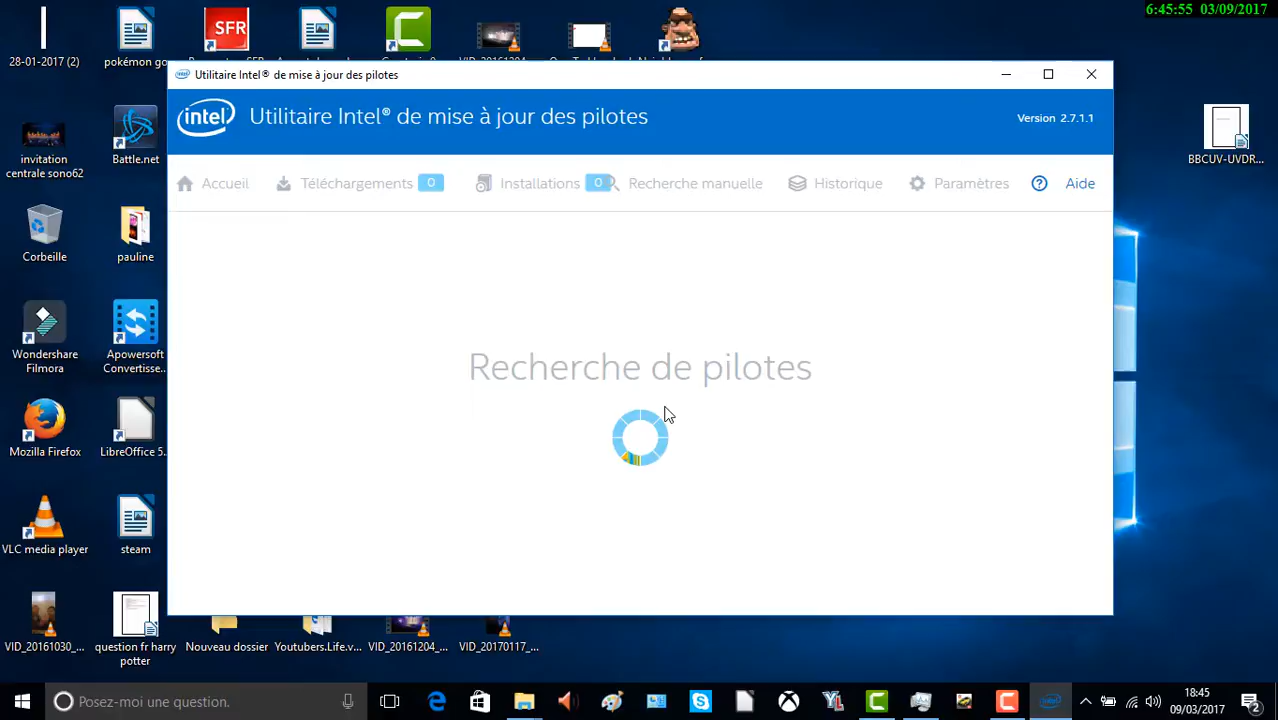 6:45:55 03/09/2017
28-01-2017 (2)
pokémon go
SFR
Utilitaire Intel® de mise à jour des pilotes
intel
Utilitaire Intel® de mise à jour des pilotes
Version 2.7.1.1
Accueil
Téléchargements 0
Installations 0
Recherche manuelle
Historique
Paramètres
? Aide
Recherche de pilotes
invitation
centrale sono62
Battle.net
BBCUV-UVDR...
Corbeille
pauline
Wondershare
Filmora
Apowersoft
Convertisse...
Mozilla Firefox
LibreOffice 5...
VLC media player
steam
VID_20161030_...
question fr harry
potter
Nouveau dossier
Youtubers.Life.v...
VID_20161204_...
VID_20170117_...
Posez-moi une question.
18:45
09/03/2017
2